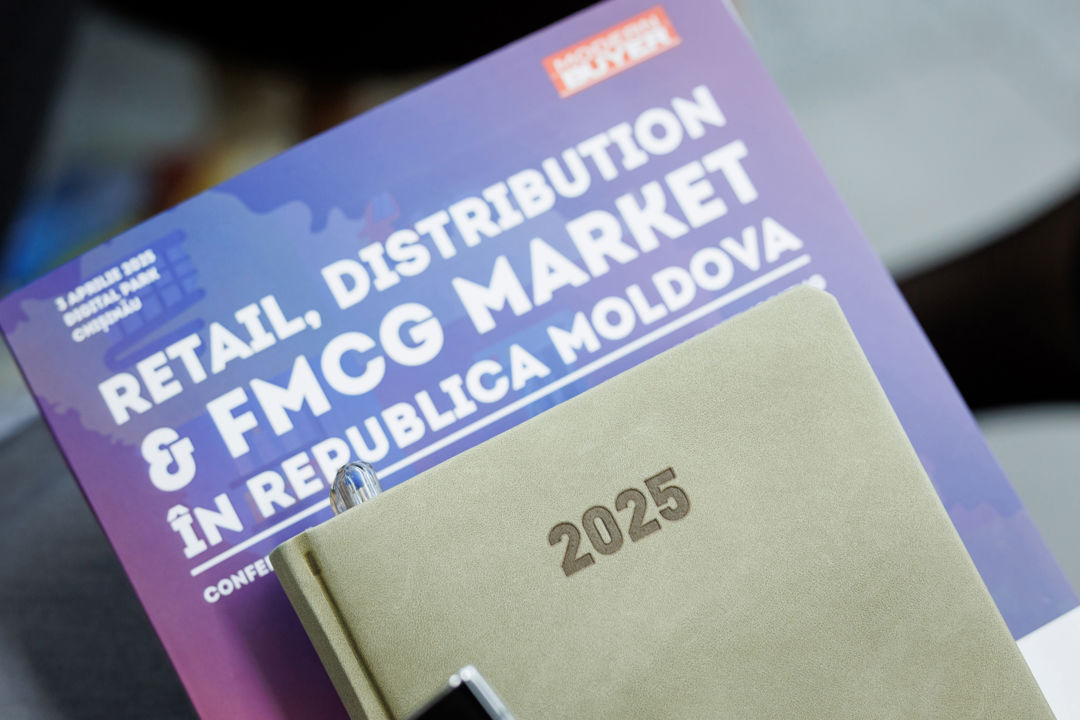 MODERN
BUYER
3 APRILIE 2025
DIGITAL PARK
CHIȘINĂU
RETAIL, DISTRIBUTION
& FMCG MARKET
ÎN REPUBLICA MOLDOVA
2025